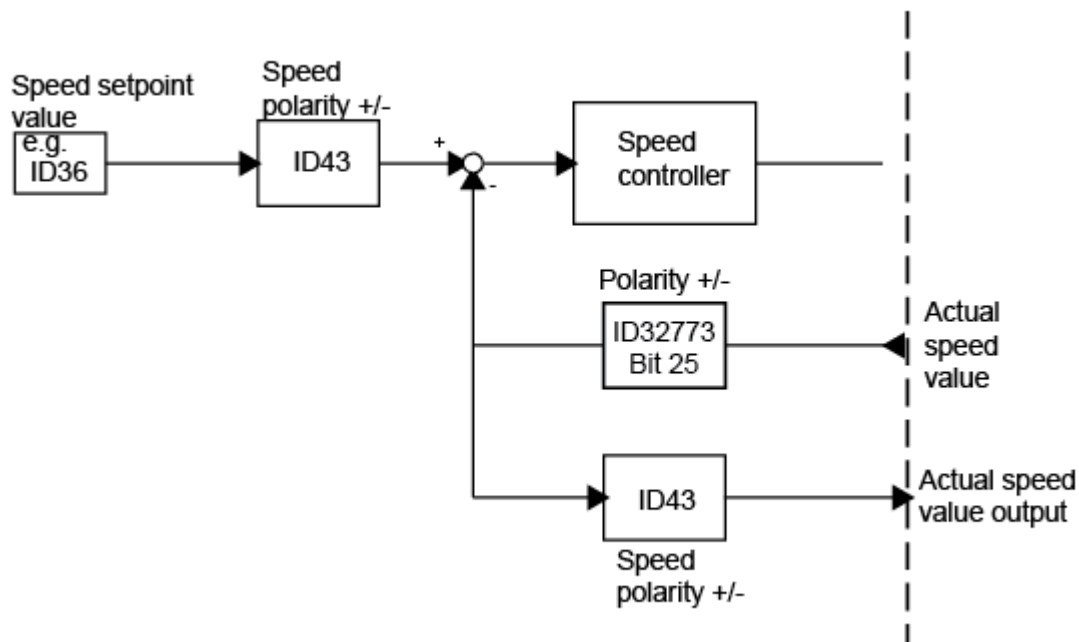 Speed setpoint
value
e.g.
ID36
Speed
polarity +/-
ID43
+
-
Speed
controller
Polarity +/-
ID32773
Bit 25
Actual
speed
value
ID43
Speed
polarity +/-
Actual speed
value output